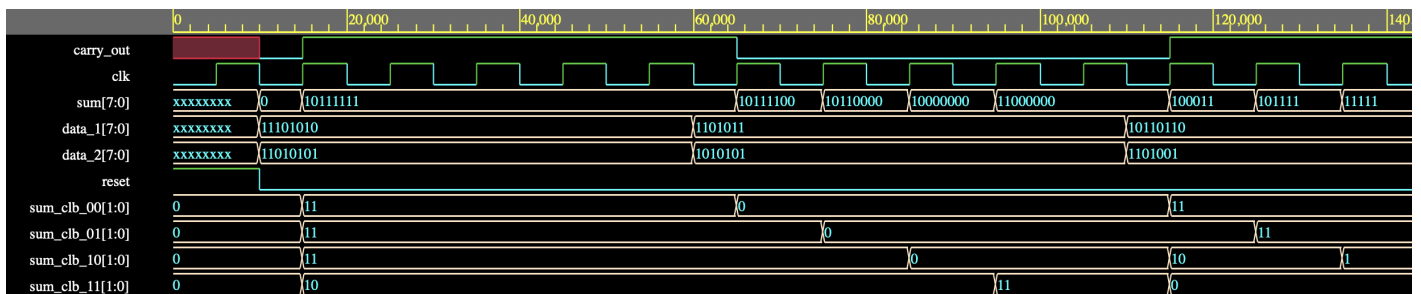 0 20,000 40,000 60,000 80,000 100,000 120,000 140
carry_out
clk
sum[7:0] xxxxxxxx 0 10111111 10111100 10110000 10000000 11000000 100011 101111 11111
data_1[7:0] xxxxxxxx 11101010 1101011 10110110
data_2[7:0] xxxxxxxx 11010101 1010101 1101001
reset
sum_clb_00[1:0] 0 11 0 11
sum_clb_01[1:0] 0 11 0 11
sum_clb_10[1:0] 0 11 0 10 1
sum_clb_11[1:0] 0 10 11 0